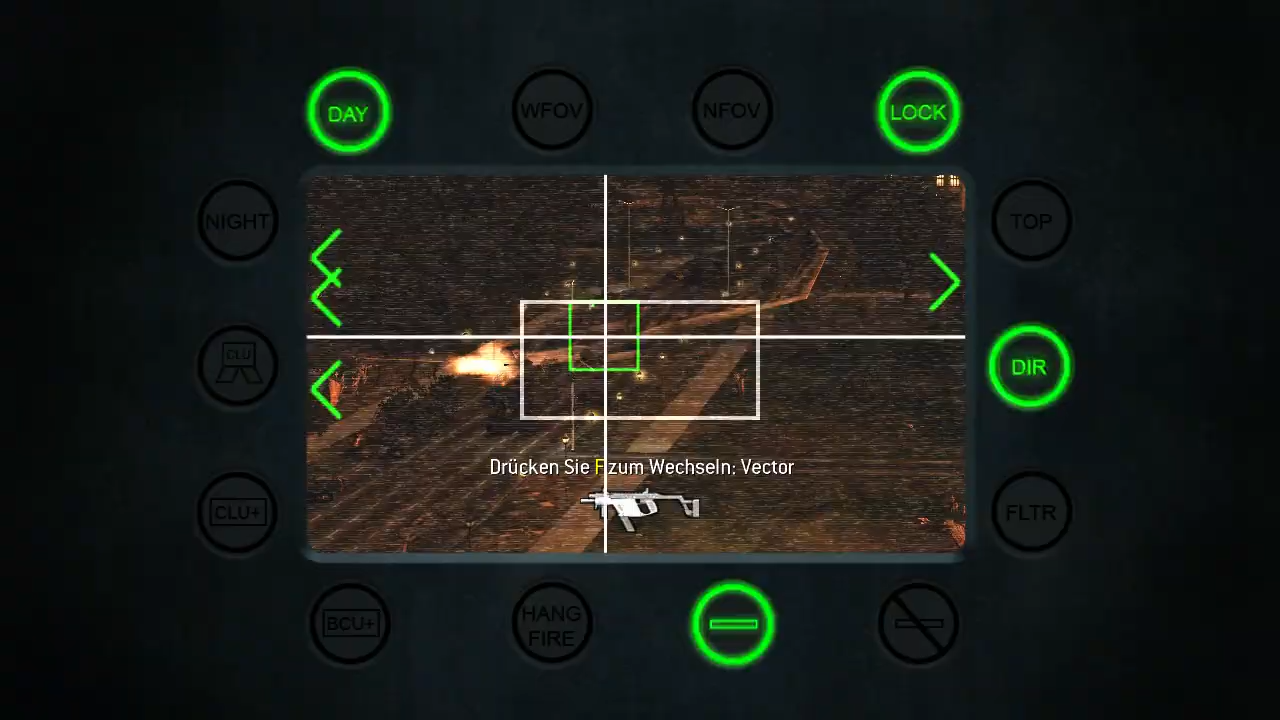 DAY
WFOV
NFOV
LOCK
NIGHT
TOP
CLU
DIR
Drücken Sie F zum Wechseln: Vector
CLU+
FLTR
BCU+
HANG
FIRE